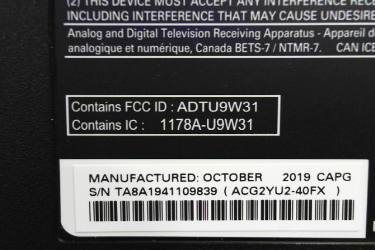 (2) THIS DEVICE MUST ACCEPT ANY INTERFERENCE RECE
INCLUDING INTERFERENCE THAT MAY CAUSE UNDESIRE
Analog and Digital Television Receiving Apparatus - Appareil d
analogique et numérique, Canada BETS-7 / NTMR-7. CAN ICE
Contains FCC ID : ADTU9W31
Contains IC : 1178A-U9W31
MANUFACTURED: OCTOBER 2019 CAPG
S/N TA8A1941109839 ( ACG2YU2-40FX )